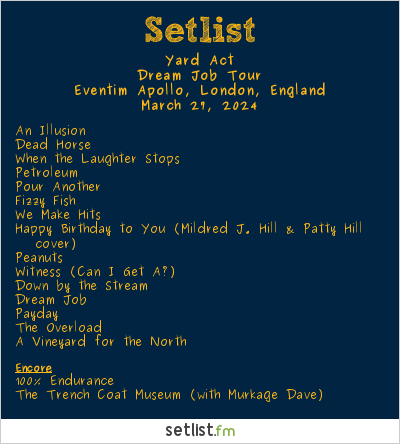 Setlist
Yard Act
Dream Job Tour
Eventim Apollo, London, England
March 27, 2024
An Illusion
Dead Horse
When the Laughter Stops
Petroleum
Pour Another
Fizzy Fish
We Make Hits
Happy Birthday to You (Mildred J. Hill & Patty Hill
cover)
Peanuts
Witness (Can I Get A?)
Down by the Stream
Dream Job
Payday
The Overload
A Vineyard for the North
Encore
100% Endurance
The Trench Coat Museum (with Murkage Dave)
setlist.fm